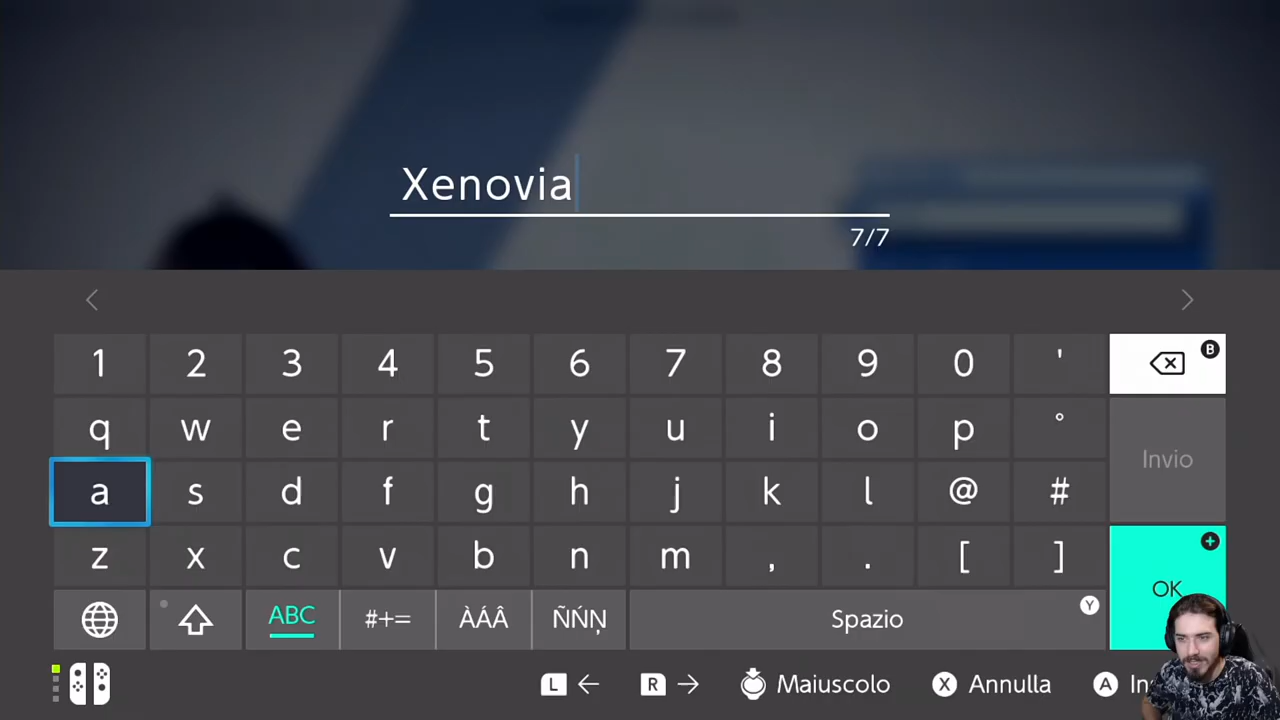 Xenovia
7/7
1 2 3 4 5 6 7 8 9 0 ' B
q w e r t y u i o p °
Invio
a s d f g h j k l @ #
z x c v b n m , . [ ]
OK +
ABC #+= ÀÁÂ ÑŃŅ Spazio Y
L ← R → Maiuscolo X Annulla A